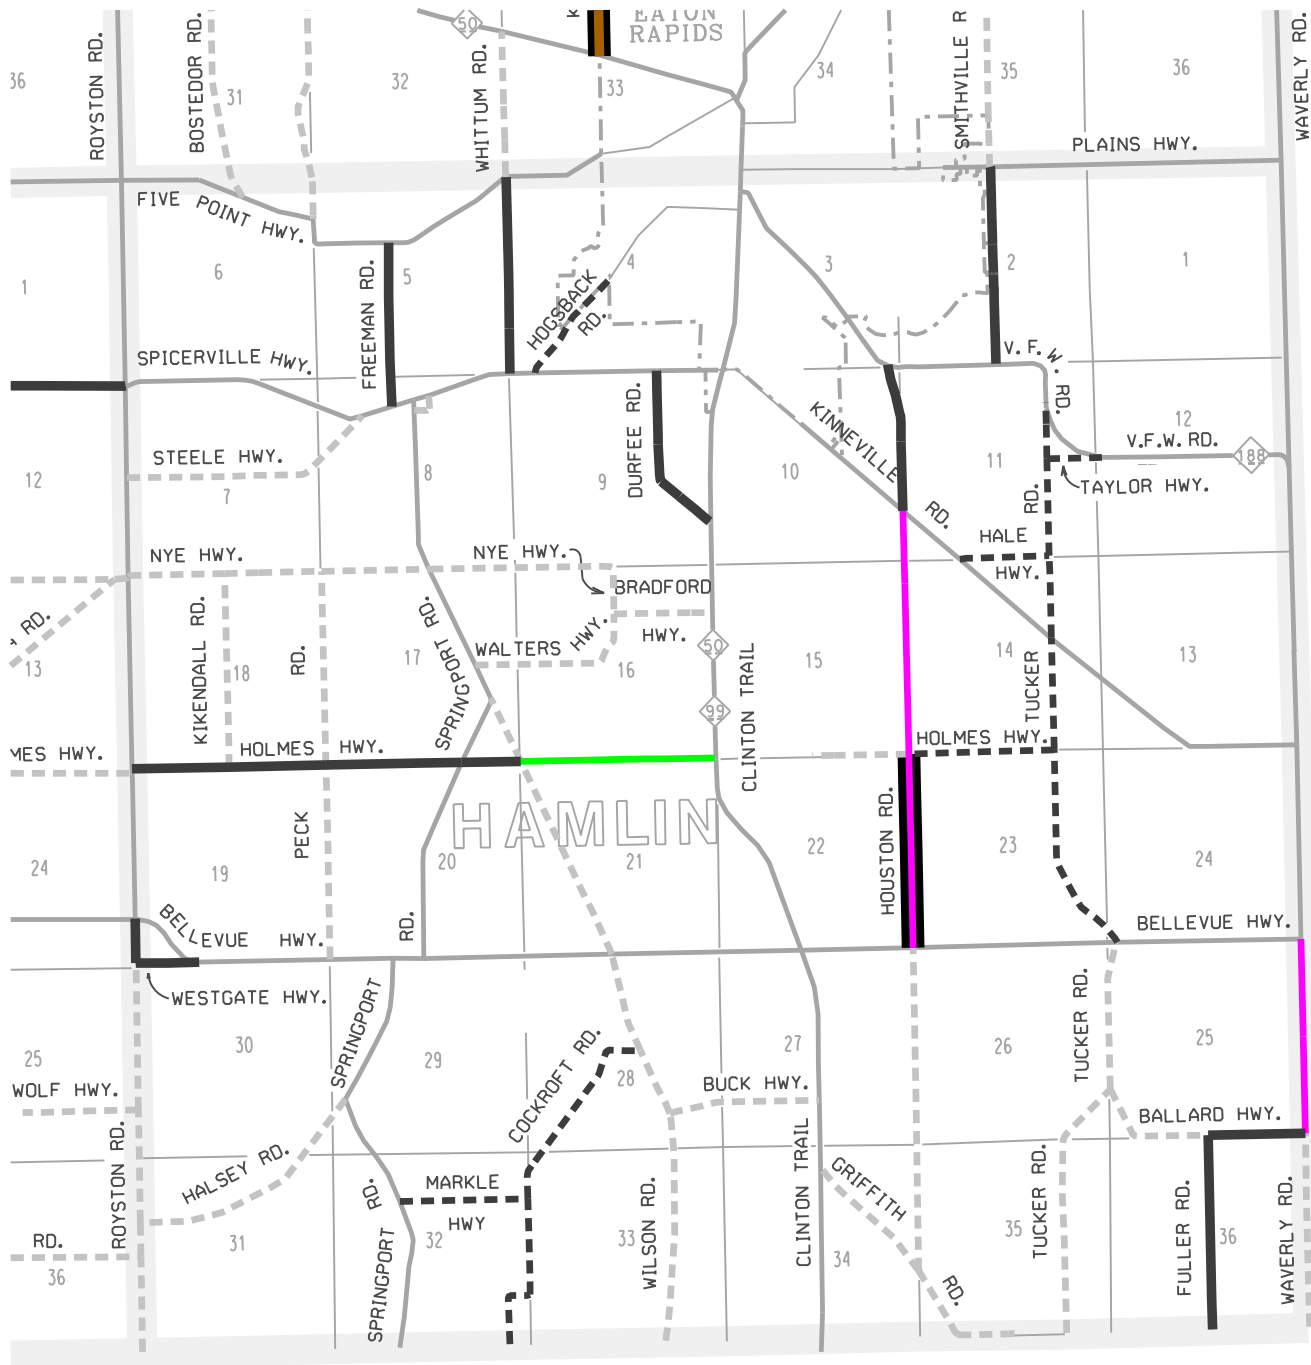 EATON
RAPIDS
50
ROYSTON RD.
BOSTEDOR RD.
WHITTUM RD.
SMITHVILLE R
WAVERLY RD.
36
31
32
33
34
35
36
PLAINS HWY.
FIVE POINT HWY.
6
5
4
3
2
1
1
FREEMAN RD.
HOGSBACK
RD.
SPICERVILLE HWY.
V.F.W. RD.
DURFEE RD.
KINNEVILLE
RD.
12
V.F.W. RD.
188
STEELE HWY.
12
7
8
9
10
11
RD.
TAYLOR HWY.
NYE HWY.
NYE HWY.
HALE
HWY.
BRADFORD
HWY.
RD.
KIKENDALL RD.
RD.
SPRINGPORT RD.
WALTERS HWY.
50
13
18
17
16
15
14
13
TUCKER
99
CLINTON TRAIL
SPRINGPORT
MES HWY.
HOLMES HWY.
HOLMES HWY.
HAMLIN
PECK
HOUSTON RD.
24
19
20
21
22
23
24
BELLEVUE HWY.
RD.
BELLEVUE HWY.
WESTGATE HWY.
SPRINGPORT
TUCKER RD.
25
30
29
28
27
26
25
COCKROFT RD.
WOLF HWY.
BUCK HWY.
BALLARD HWY.
ROYSTON RD.
HALSEY RD.
RD.
MARKLE
HWY
WILSON RD.
CLINTON TRAIL
GRIFFITH
RD.
TUCKER RD.
FULLER RD.
WAVERLY RD.
RD.
36
31
32
33
34
35
36
SPRINGPORT